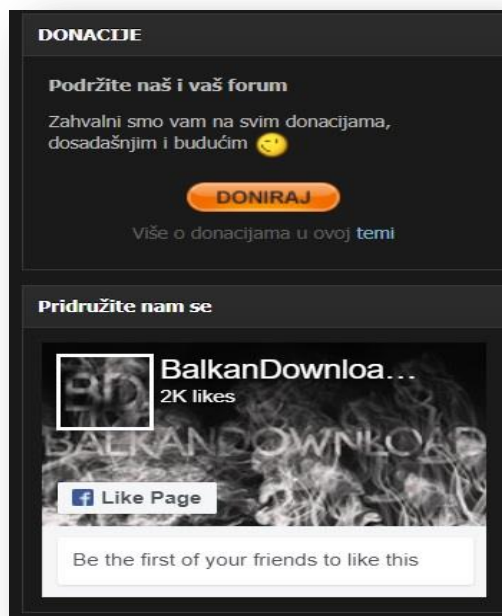 DONACIJE
Podržite naš i vaš forum
Zahvalni smo vam na svim donacijama,
dosadašnjim i budućim
DONIRAJ
Više o donacijama u ovoj temi
Pridružite nam se
BD
BalkanDownloa...
2K likes
BALKANDOWNLOAD
Like Page
Be the first of your friends to like this